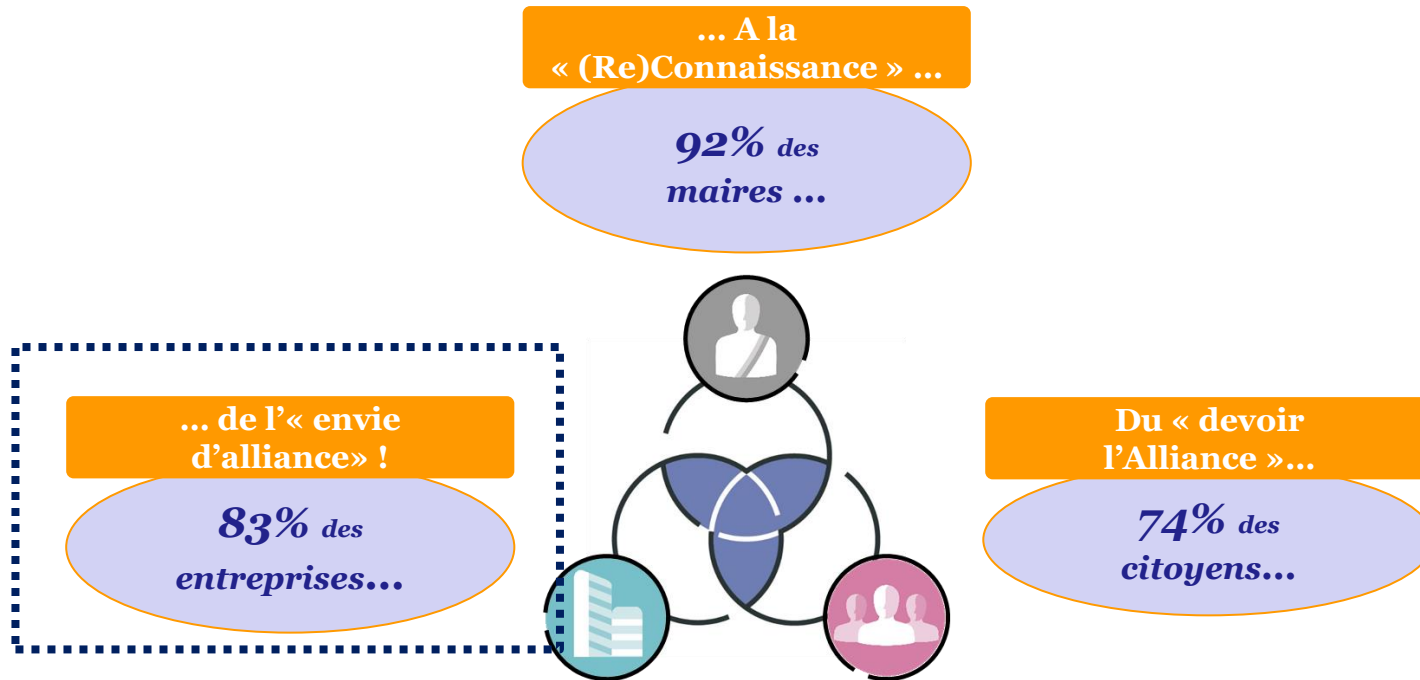 … A la
« (Re)Connaissance » …
92% des
maires …
… de l’« envie
d’alliance» !
83% des
entreprises…
Du « devoir
l’Alliance »…
74% des
citoyens…